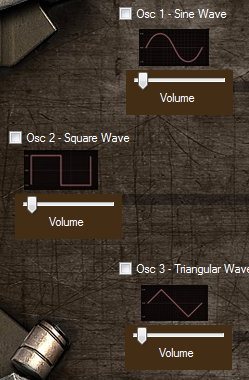 Osc 1 - Sine Wave
Volume
Osc 2 - Square Wave
Volume
Osc 3 - Triangular Wave
Volume